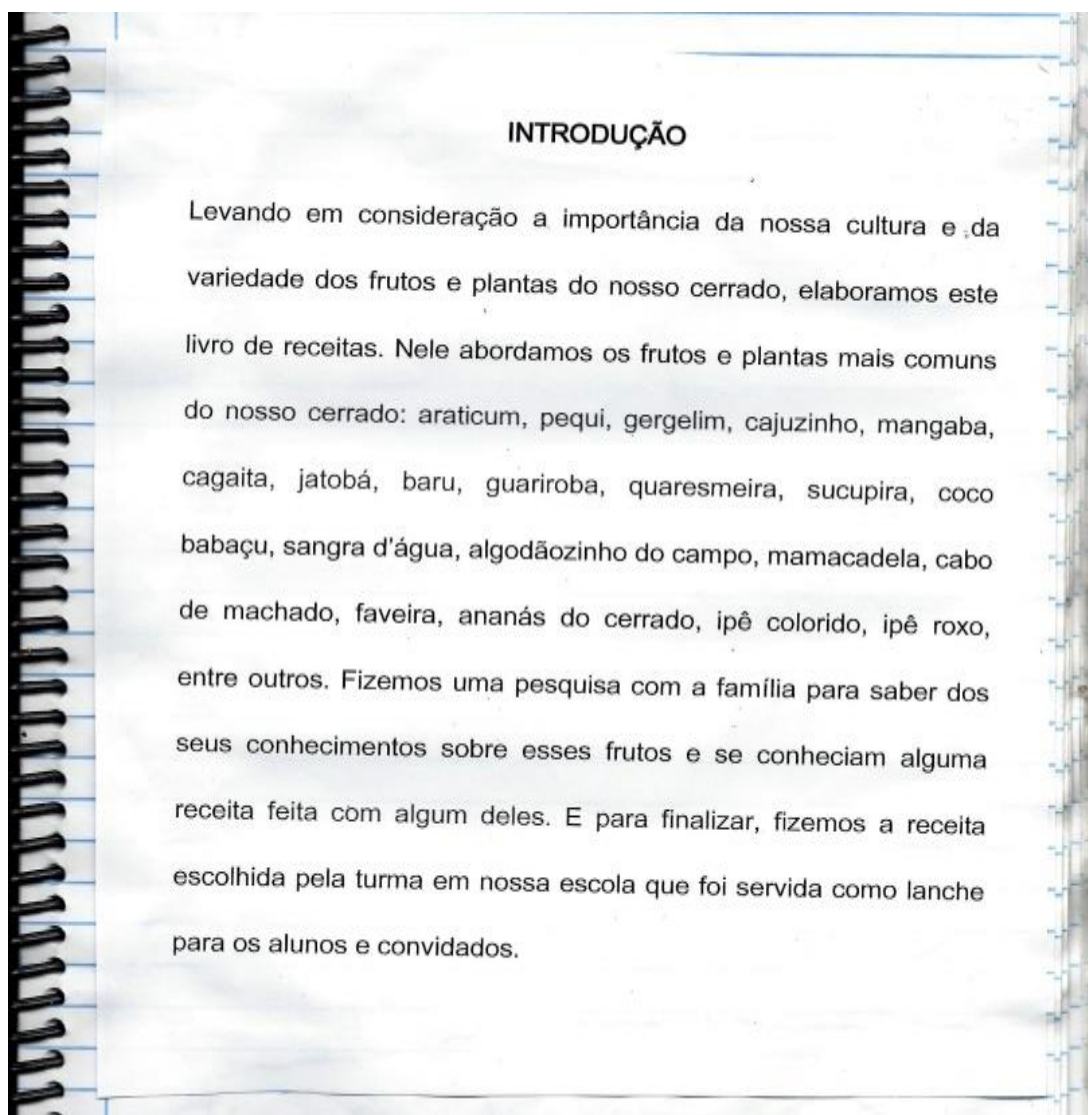 INTRODUÇÃO
Levando em consideração a importância da nossa cultura e da
variedade dos frutos e plantas do nosso cerrado, elaboramos este
livro de receitas. Nele abordamos os frutos e plantas mais comuns
do nosso cerrado: araticum, pequi, gergelim, cajuzinho, mangaba,
cagaita, jatobá, baru, guariroba, quaresmeira, sucupira, coco
babaçu, sangra d'água, algodãozinho do campo, mamacadela, cabo
de machado, faveira, ananás do cerrado, ipê colorido, ipê roxo,
entre outros. Fizemos uma pesquisa com a família para saber dos
seus conhecimentos sobre esses frutos e se conheciam alguma
receita feita com algum deles. E para finalizar, fizemos a receita
escolhida pela turma em nossa escola que foi servida como lanche
para os alunos e convidados.